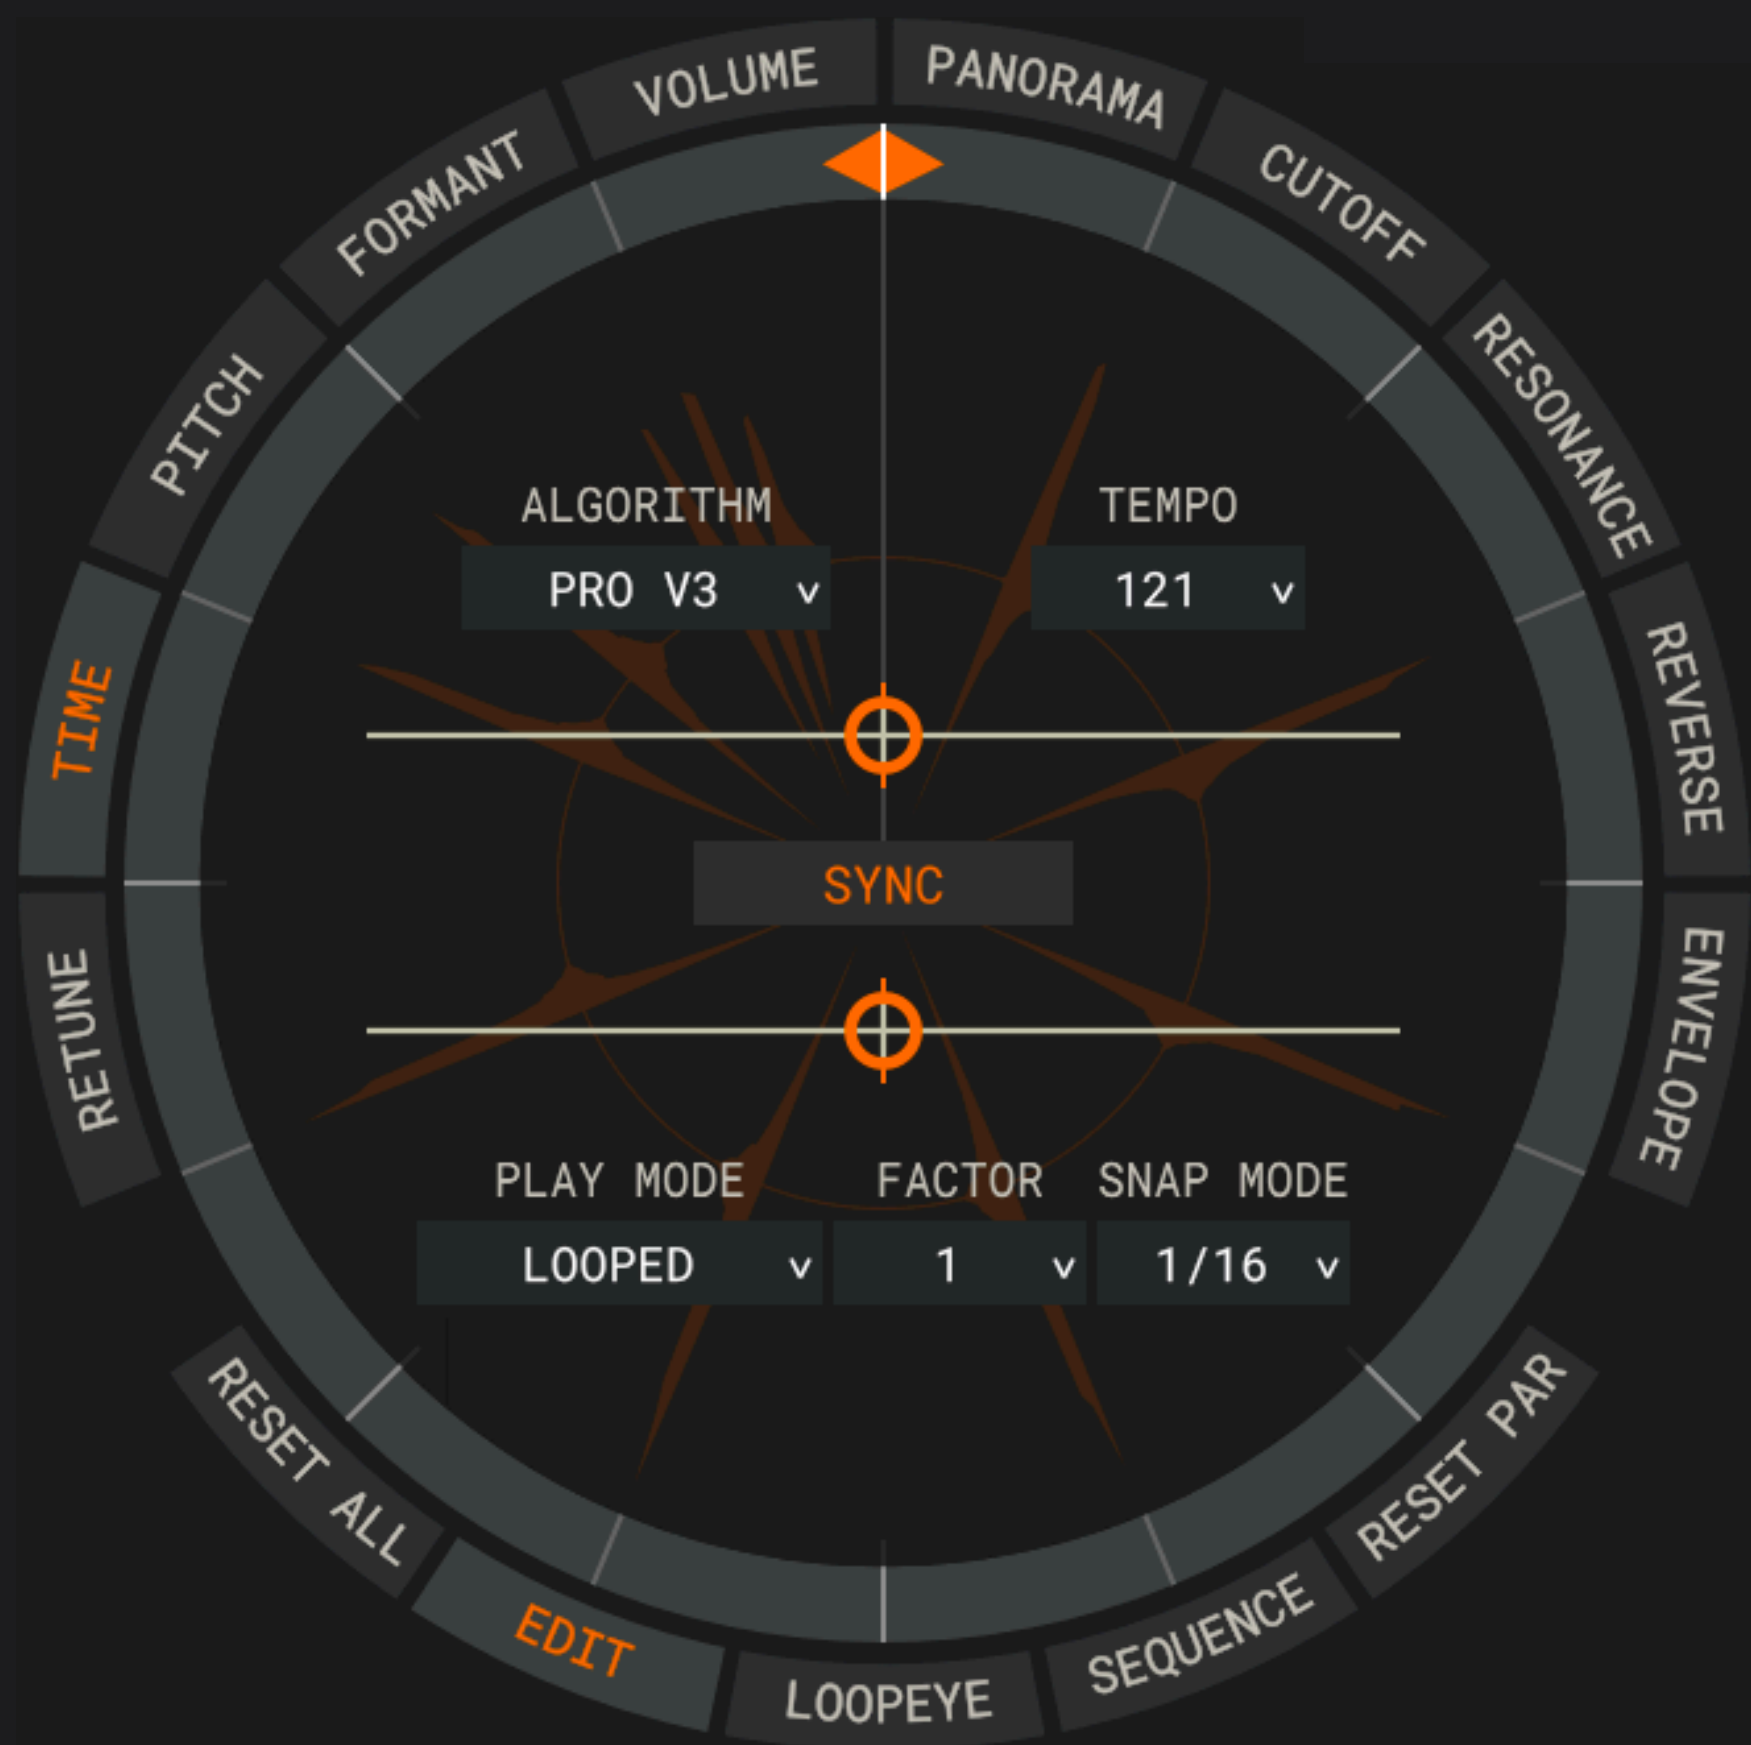 VOLUME
PANORAMA
FORMANT
CUTOFF
PITCH
RESONANCE
ALGORITHM
TEMPO
PRO V3 v
121 v
TIME
REVERSE
SYNC
RETUNE
ENVELOPE
PLAY MODE
FACTOR
SNAP MODE
LOOPED v
1 v
1/16 v
RESET ALL
RESET PAR
EDIT
SEQUENCE
LOOPEYE